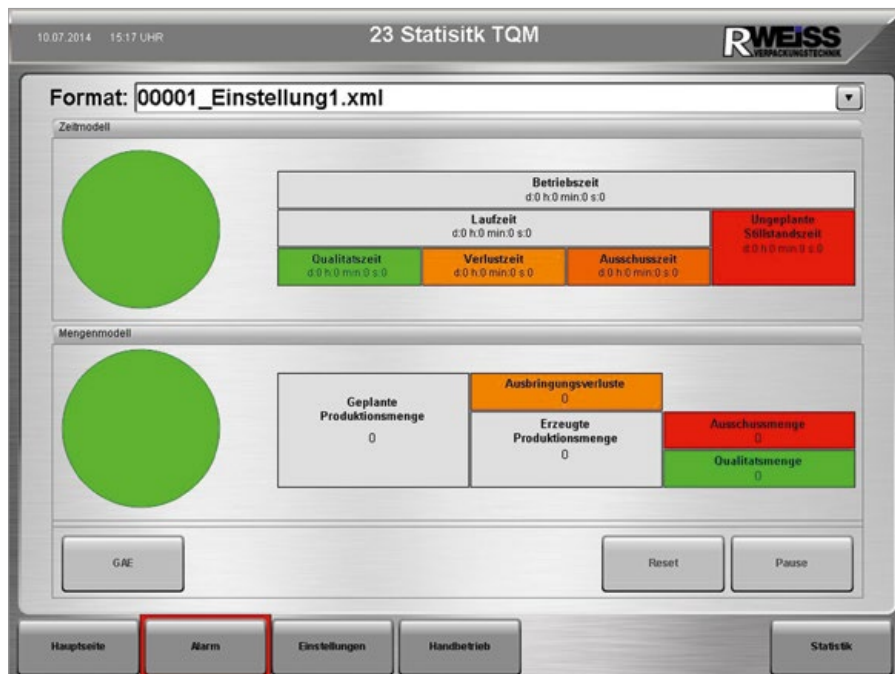 10.07.2014 15:17 UHR
23 Statisitk TQM
RWEISS
VERPACKUNGSTECHNIK
Format: 00001_Einstellung1.xml
Zeitmodell
Betriebszeit
d:0 h:0 min:0 s:0
Laufzeit
d:0 h:0 min:0 s:0
Ungeplante
Stillstandszeit
d:0 h:0 min:0 s:0
Qualitatszeit
d:0 h:0 min:0 s:0
Verlustzeit
d:0 h:0 min:0 s:0
Ausschusszeit
d:0 h:0 min:0 s:0
Mengenmodell
Geplante
Produktionsmenge
0
Ausbringungsverluste
0
Erzeugte
Produktionsmenge
0
Ausschussmenge
0
Qualitatsmenge
0
GAE
Reset
Pause
Hauptseite
Alarm
Einstellungen
Handbetrieb
Statistik